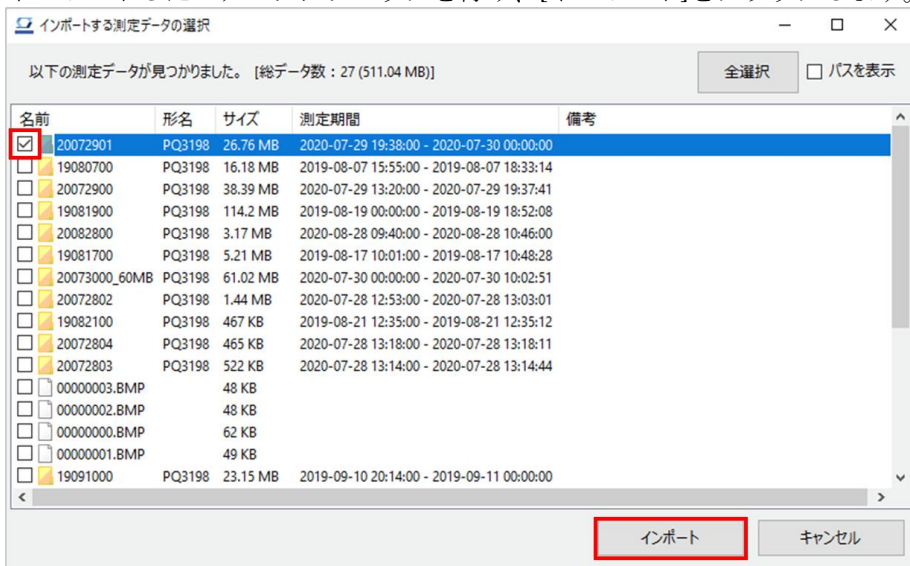 インポートする測定データの選択
以下の測定データが見つかりました。 [総データ数：27 (511.04 MB)]
全選択
パスを表示
名前 形名 サイズ 測定期間 備考
20072901 PQ3198 26.76 MB 2020-07-29 19:38:00 - 2020-07-30 00:00:00
19080700 PQ3198 16.18 MB 2019-08-07 15:55:00 - 2019-08-07 18:33:14
20072900 PQ3198 38.39 MB 2020-07-29 13:20:00 - 2020-07-29 19:37:41
19081900 PQ3198 114.2 MB 2019-08-19 00:00:00 - 2019-08-19 18:52:08
20082800 PQ3198 3.17 MB 2020-08-28 09:40:00 - 2020-08-28 10:46:00
19081700 PQ3198 5.21 MB 2019-08-17 10:01:00 - 2019-08-17 10:48:28
20073000_60MB PQ3198 61.02 MB 2020-07-30 00:00:00 - 2020-07-30 10:02:51
20072802 PQ3198 1.44 MB 2020-07-28 12:53:00 - 2020-07-28 13:03:01
19082100 PQ3198 467 KB 2019-08-21 12:35:00 - 2019-08-21 12:35:12
20072804 PQ3198 465 KB 2020-07-28 13:18:00 - 2020-07-28 13:18:11
20072803 PQ3198 522 KB 2020-07-28 13:14:00 - 2020-07-28 13:14:44
00000003.BMP 48 KB
00000002.BMP 48 KB
00000000.BMP 62 KB
00000001.BMP 49 KB
19091000 PQ3198 23.15 MB 2019-09-10 20:14:00 - 2019-09-11 00:00:00
インポート
キャンセル